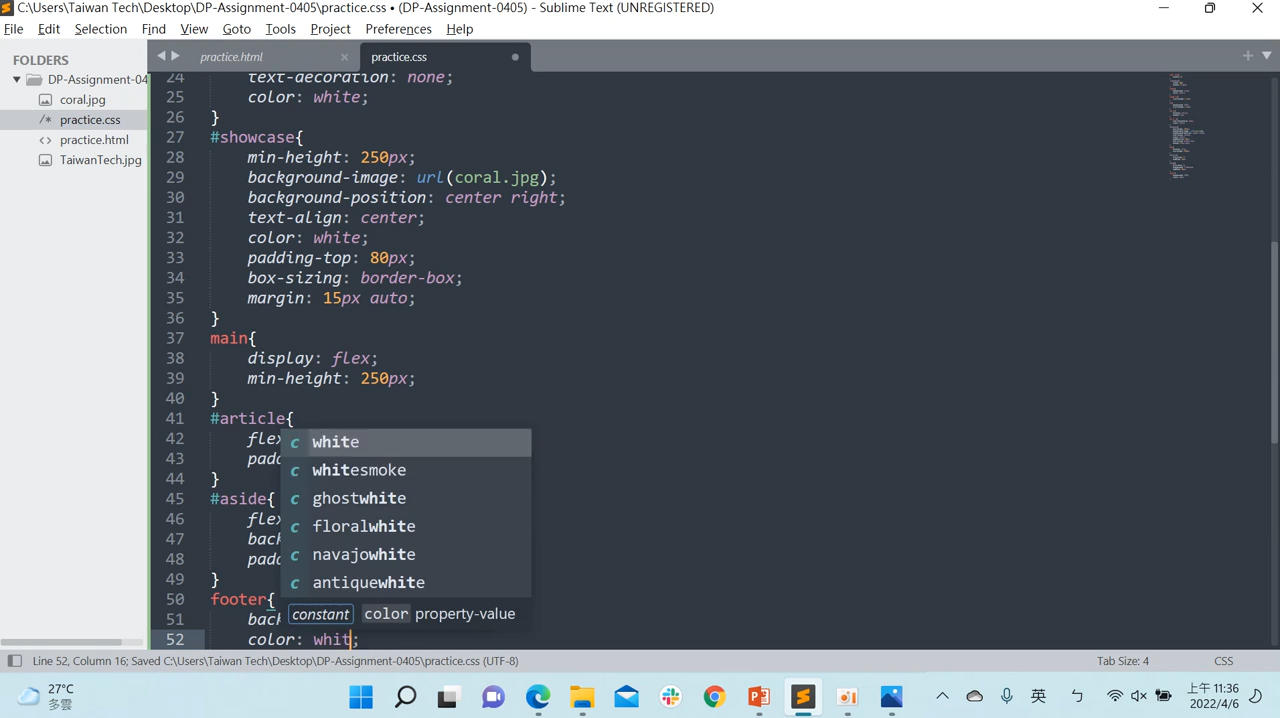 C:\Users\Taiwan Tech\Desktop\DP-Assignment-0405\practice.css • (DP-Assignment-0405) - Sublime Text (UNREGISTERED)
File Edit Selection Find View Goto Tools Project Preferences Help
FOLDERS
DP-Assignment-04
coral.jpg
/* practice.css
<> practice.html
TaiwanTech.jpg
practice.html
practice.css
24 text-decoration: none;
25 color: white;
26 }
27 #showcase{
28 min-height: 250px;
29 background-image: url(coral.jpg);
30 background-position: center right;
31 text-align: center;
32 color: white;
33 padding-top: 80px;
34 box-sizing: border-box;
35 margin: 15px auto;
36 }
37 main{
38 display: flex;
39 min-height: 250px;
40 }
41 #article{
42 flex
43 padd
44 }
45 #aside{
46 flex
47 back
48 padd
49 }
50 footer{
51 back
52 color: whit;
c white
c whitesmoke
c ghostwhite
c floralwhite
c navajowhite
c antiquewhite
constant color property-value
Line 52, Column 16; Saved C:\Users\Taiwan Tech\Desktop\DP-Assignment-0405\practice.css (UTF-8)
Tab Size: 4
CSS
27°C
多雲
英
ㄅ
上午 11:36
2022/4/6